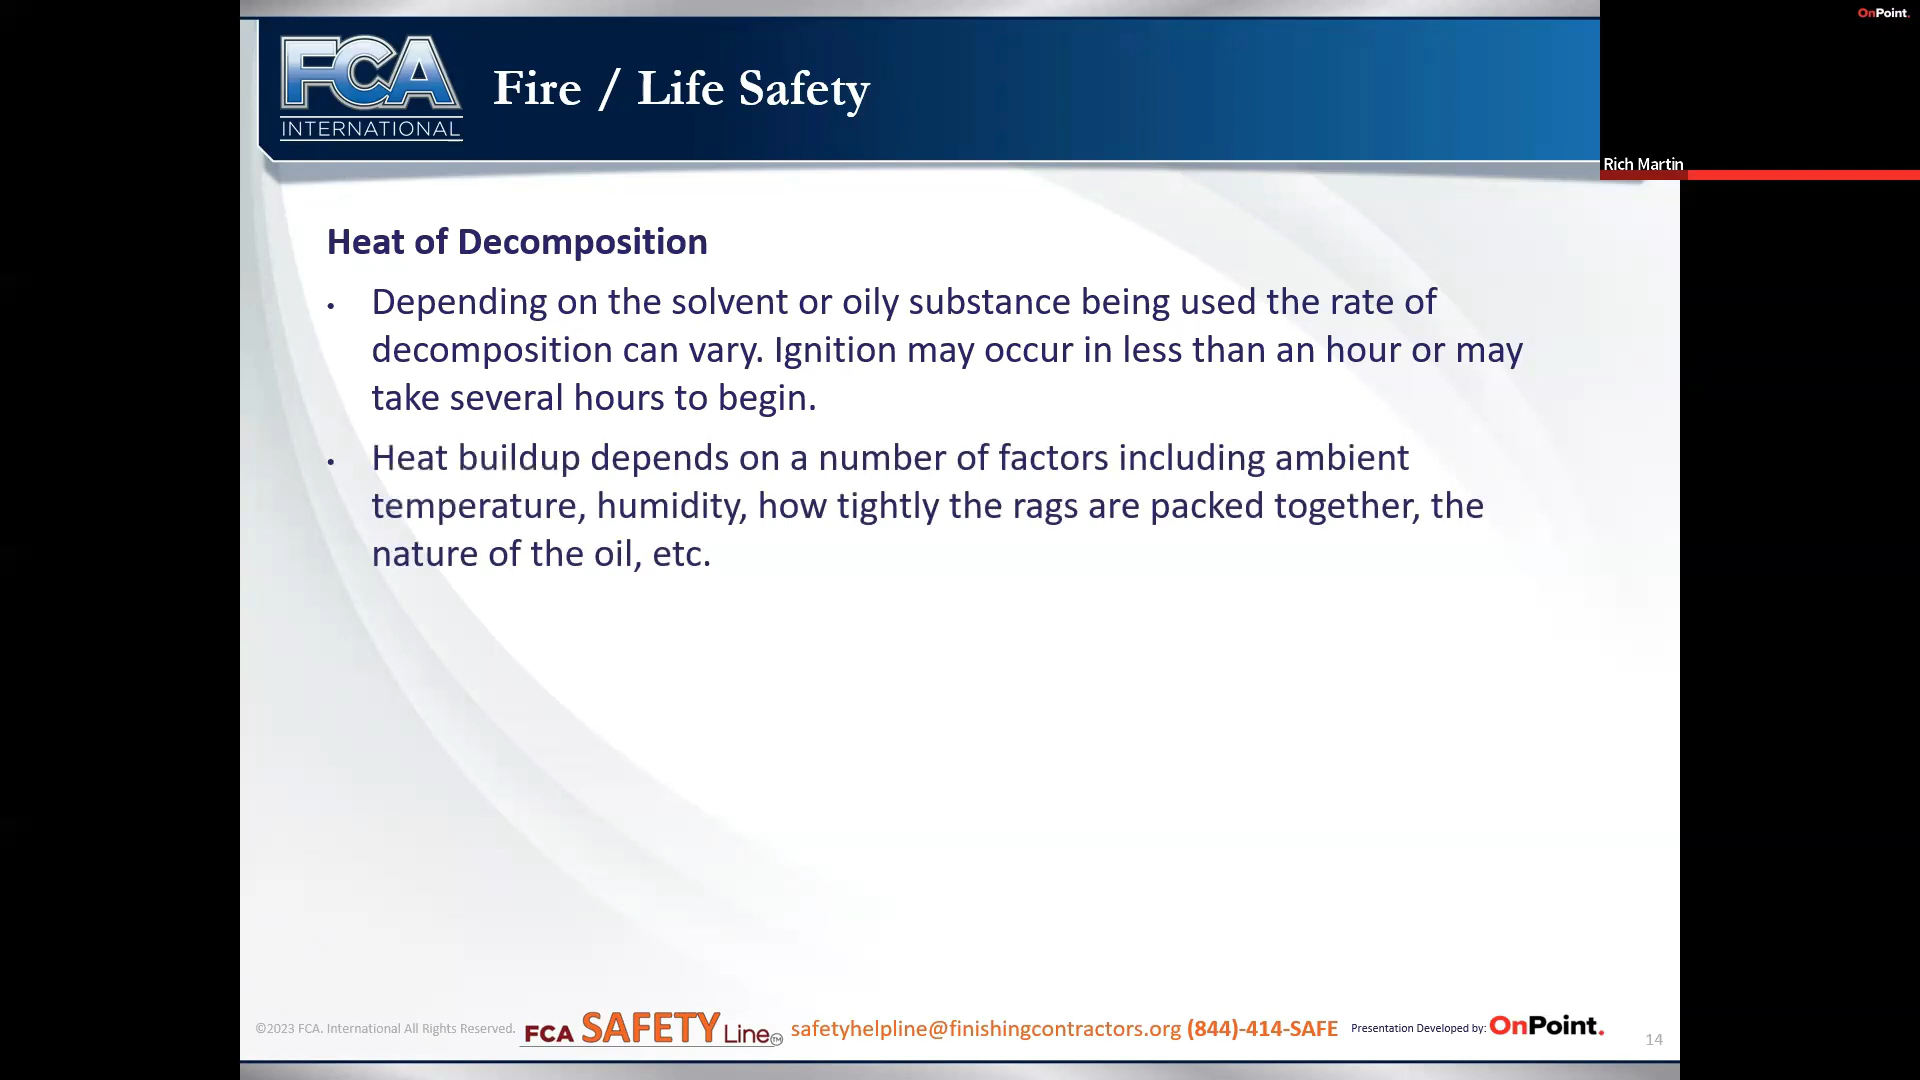 OnPoint.
FCA
INTERNATIONAL
Fire / Life Safety
Rich Martin
Heat of Decomposition
• Depending on the solvent or oily substance being used the rate of
decomposition can vary. Ignition may occur in less than an hour or may
take several hours to begin.
• Heat buildup depends on a number of factors including ambient
temperature, humidity, how tightly the rags are packed together, the
nature of the oil, etc.
©2023 FCA. International All Rights Reserved. FCA SAFETY Line TM safetyhelpline@finishingcontractors.org (844)-414-SAFE Presentation Developed by: OnPoint.
14